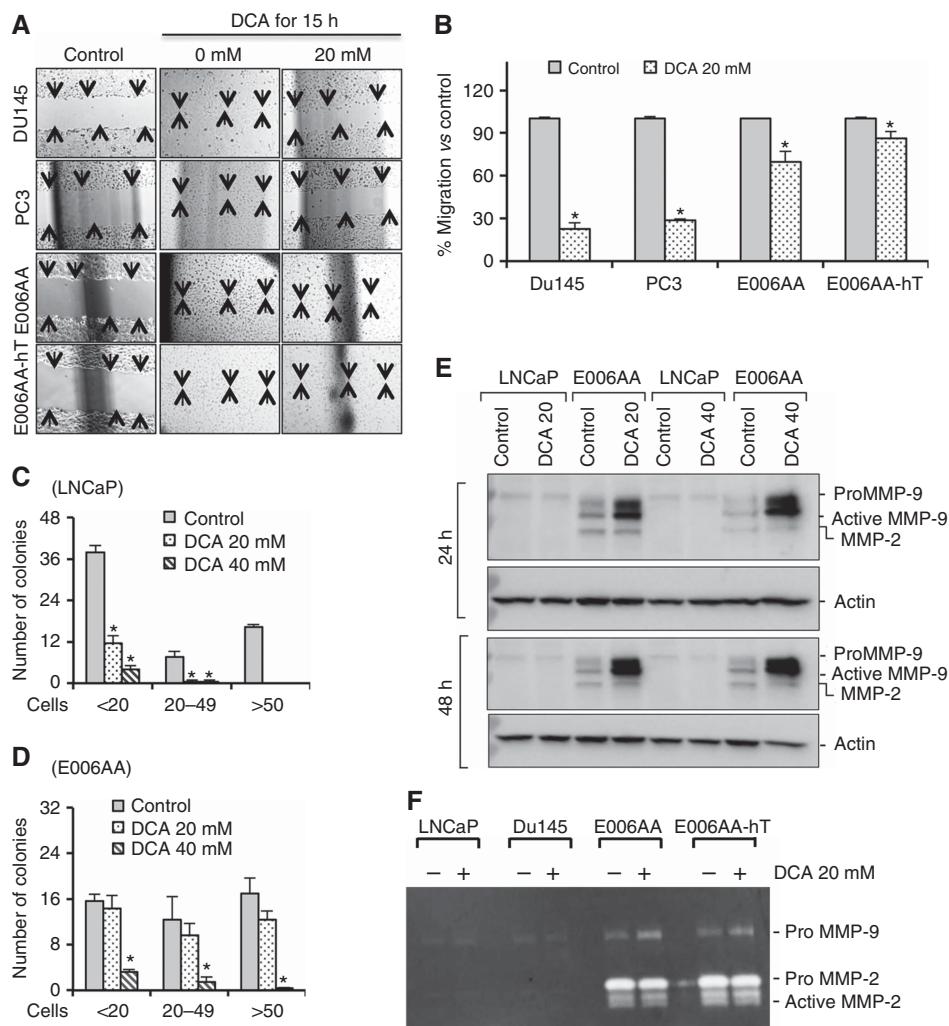 A
DCA for 15 h
Control
0 mM
20 mM
DU145
PC3
E006AA
E006AA-hT
B
Control
DCA 20 mM
% Migration vs control
120
90
60
30
0
*
*
*
*
Du145
PC3
E006AA
E006AA-hT
C
(LNCaP)
Number of colonies
48
36
24
12
0
Control
DCA 20 mM
DCA 40 mM
*
*
* *
Cells
<20
20–49
>50
D
(E006AA)
Number of colonies
32
24
16
8
0
Control
DCA 20 mM
DCA 40 mM
*
*
*
Cells
<20
20–49
>50
E
LNCaP
E006AA
LNCaP
E006AA
Control
DCA 20
Control
DCA 20
Control
DCA 40
Control
DCA 40
24 h
ProMMP-9
Active MMP-9
MMP-2
Actin
48 h
ProMMP-9
Active MMP-9
MMP-2
Actin
F
LNCaP
Du145
E006AA
E006AA-hT
– + – + – + – + DCA 20 mM
Pro MMP-9
Pro MMP-2
Active MMP-2